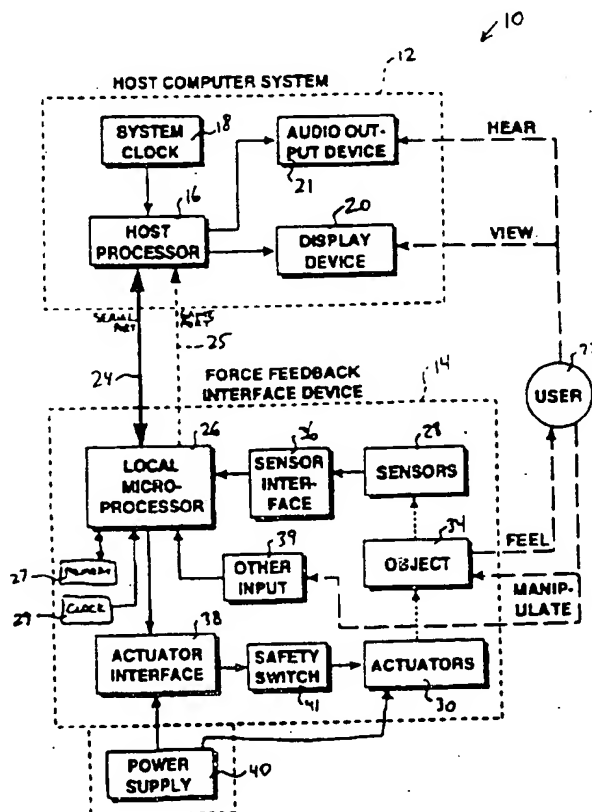 10
HOST COMPUTER SYSTEM
12
SYSTEM
CLOCK
18
AUDIO OUT-
PUT DEVICE
21
HEAR
16
HOST
PROCESSOR
20
DISPLAY
DEVICE
VIEW
SERIAL
PORT
PORT
25
24
FORCE FEEDBACK
INTERFACE DEVICE
14
USER
26
LOCAL
MICRO-
PROCESSOR
36
SENSOR
INTER-
FACE
28
SENSORS
34
OBJECT
FEEL
39
OTHER
INPUT
MANIP-
ULATE
27
MEMORY
29
CLOCK
38
ACTUATOR
INTERFACE
SAFETY
SWITCH
41
ACTUATORS
30
POWER
SUPPLY
40